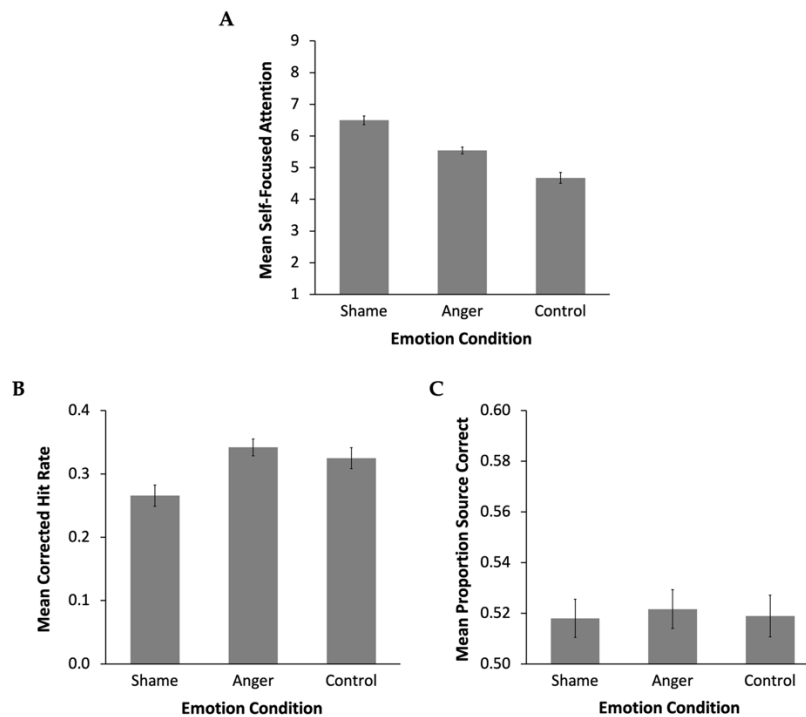 A
Mean Self-Focused Attention
9
8
7
6
5
4
3
2
1
Shame Anger Control
Emotion Condition
B
Mean Corrected Hit Rate
0.4
0.3
0.2
0.1
0.0
Shame Anger Control
Emotion Condition
C
Mean Proportion Source Correct
0.60
0.58
0.56
0.54
0.52
0.50
Shame Anger Control
Emotion Condition